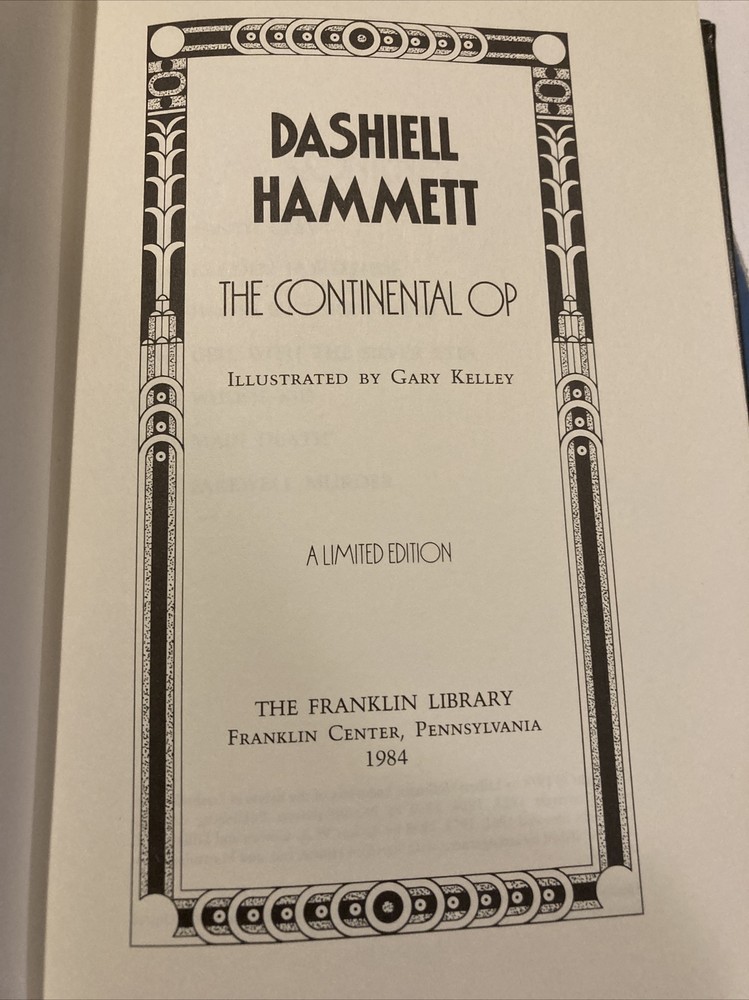 DASHIELL
HAMMETT
THE CONTINENTAL OP
ILLUSTRATED BY GARY KELLEY
A LIMITED EDITION
THE FRANKLIN LIBRARY
FRANKLIN CENTER, PENNSYLVANIA
1984